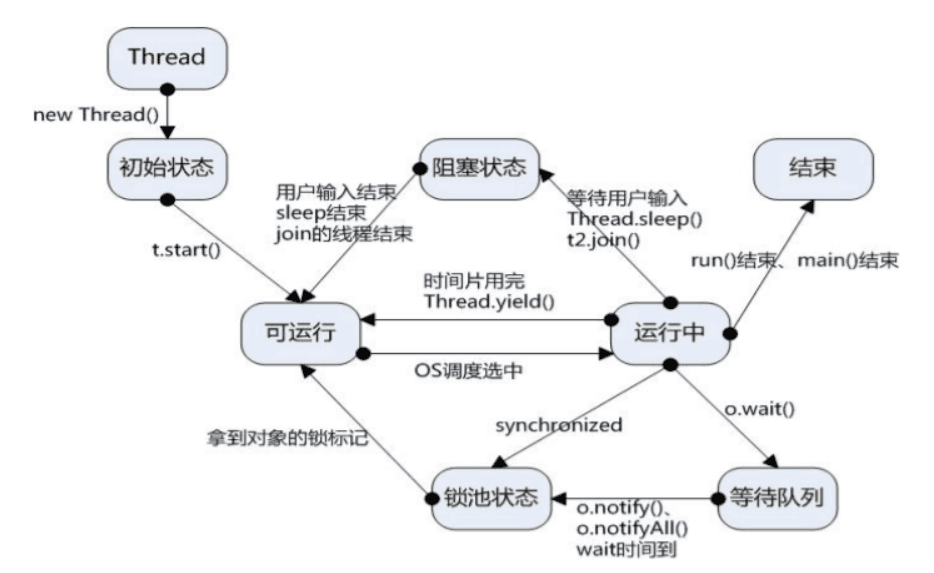 Thread
new Thread()
初始状态
阻塞状态
结束
用户输入结束
sleep结束
join的线程结束
等待用户输入
Thread.sleep()
t2.join()
t.start()
run()结束、main()结束
时间片用完
Thread.yield()
可运行
运行中
OS调度选中
o.wait()
synchronized
拿到对象的锁标记
锁池状态
等待队列
o.notify()、
o.notifyAll()
wait时间到